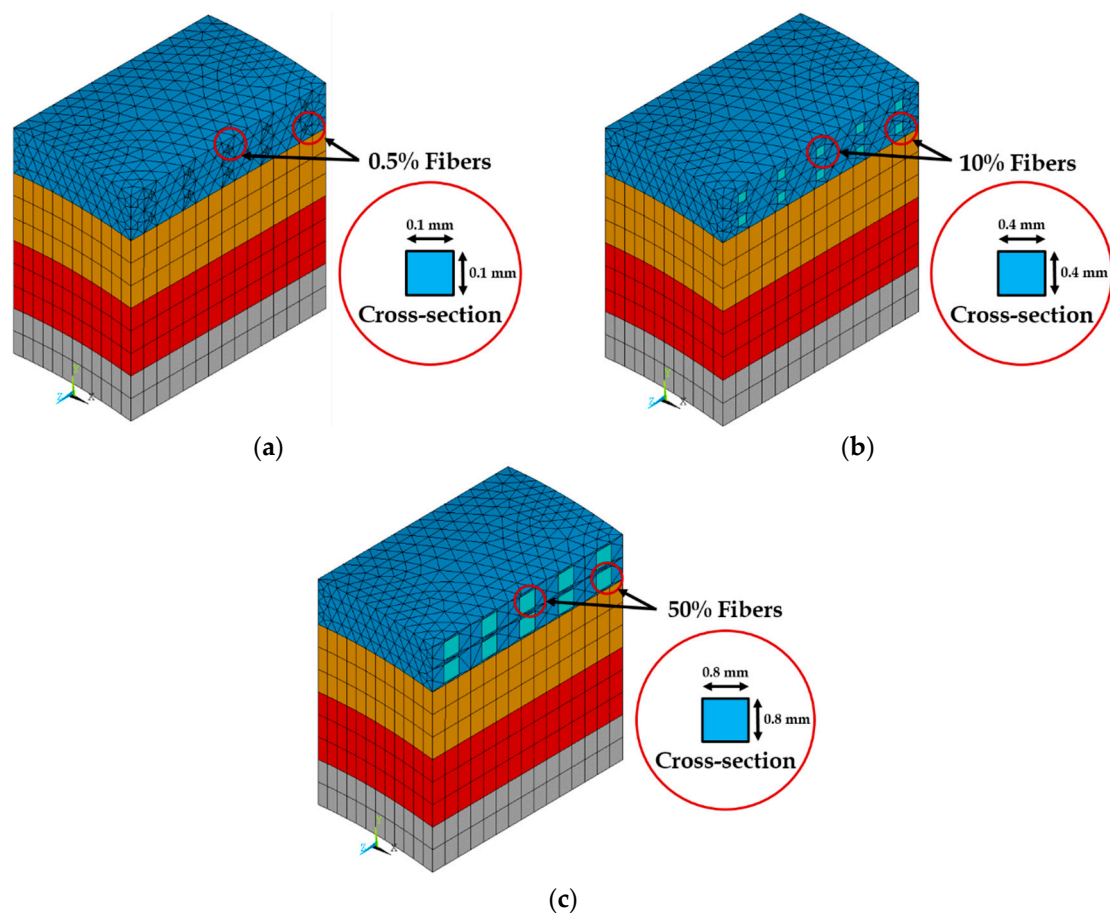 0.5% Fibers
0.1 mm
0.1 mm
Cross-section
Y
Z
X
(a)
10% Fibers
0.4 mm
0.4 mm
Cross-section
Y
Z
X
(b)
50% Fibers
0.8 mm
0.8 mm
Cross-section
Y
Z
X
(c)